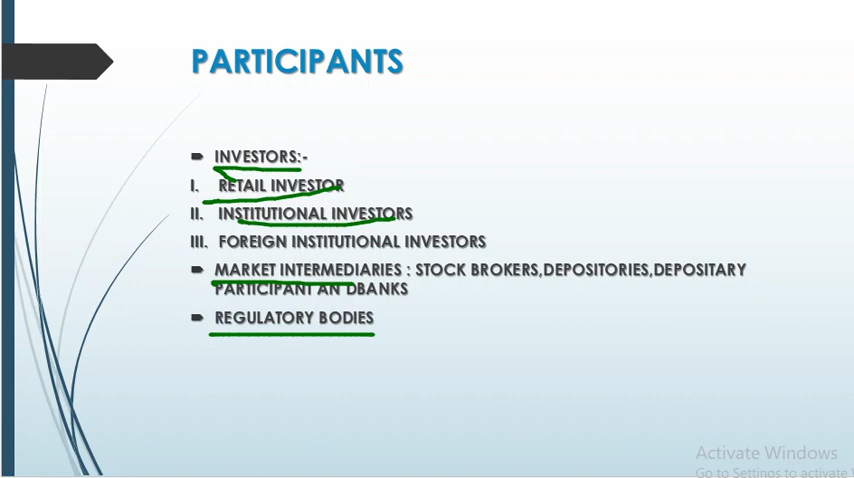 PARTICIPANTS
INVESTORS:-
I. RETAIL INVESTOR
II. INSTITUTIONAL INVESTORS
III. FOREIGN INSTITUTIONAL INVESTORS
MARKET INTERMEDIARIES : STOCK BROKERS,DEPOSITORIES,DEPOSITARY
PARTICIPANT AN DBANKS
REGULATORY BODIES
Activate Windows
Go to Settings to activate